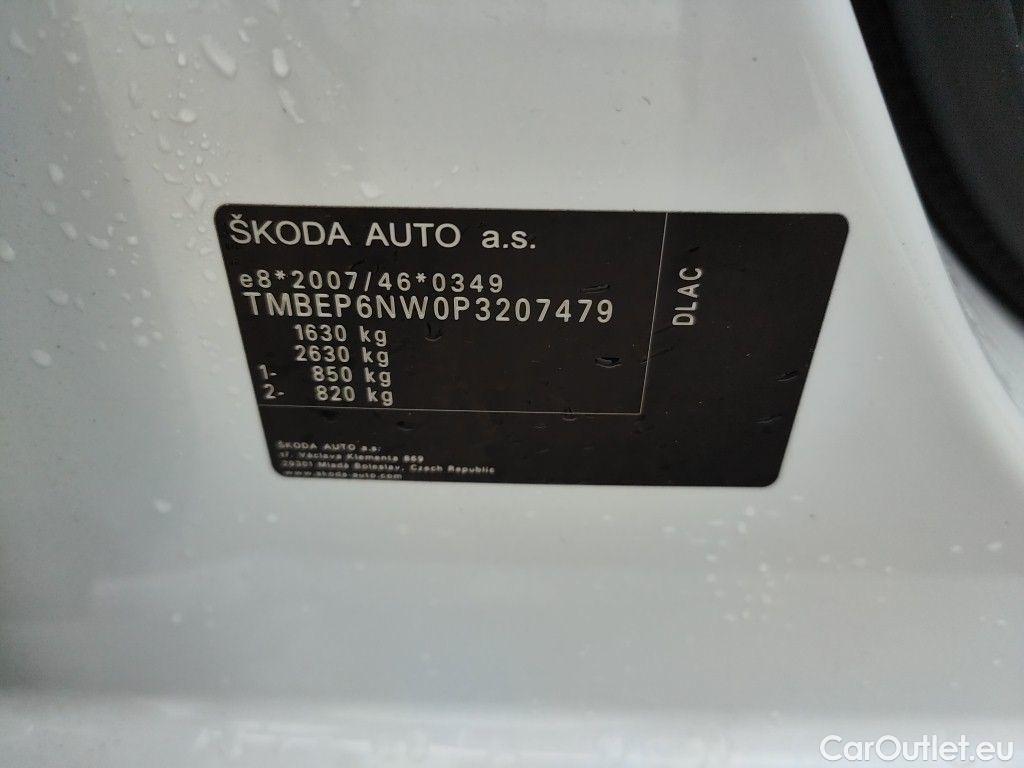 ŠKODA AUTO a.s.
e8*2007/46*0349
TMBEP6NW0P3207479
1630 kg
2630 kg
1- 850 kg
2- 820 kg
DLAC
ŠKODA AUTO a.s.
tř. Václava Klementa 869
29301 Mladá Boleslav, Czech Republic
www.skoda-auto.com
CarOutlet.eu